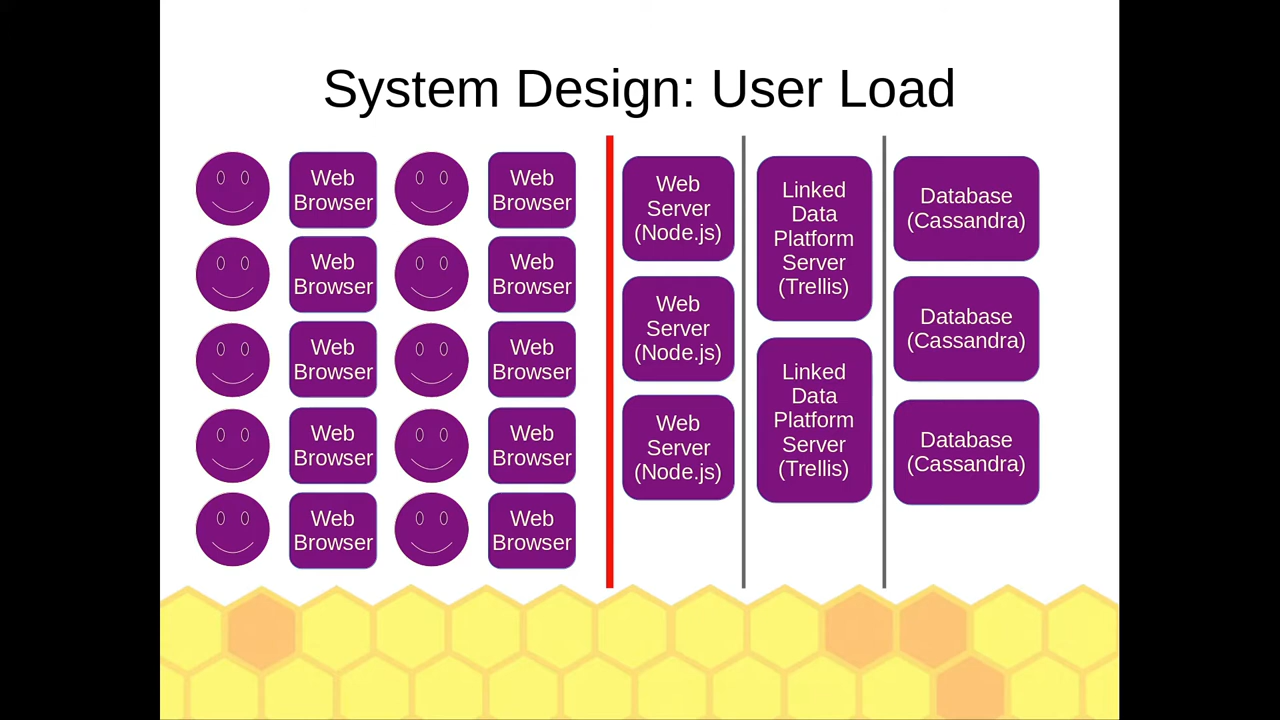 System Design: User Load
Web
Browser
Web
Browser
Web
Browser
Web
Browser
Web
Browser
Web
Browser
Web
Browser
Web
Browser
Web
Browser
Web
Browser
Web
Server
(Node.js)
Web
Server
(Node.js)
Web
Server
(Node.js)
Linked
Data
Platform
Server
(Trellis)
Linked
Data
Platform
Server
(Trellis)
Database
(Cassandra)
Database
(Cassandra)
Database
(Cassandra)